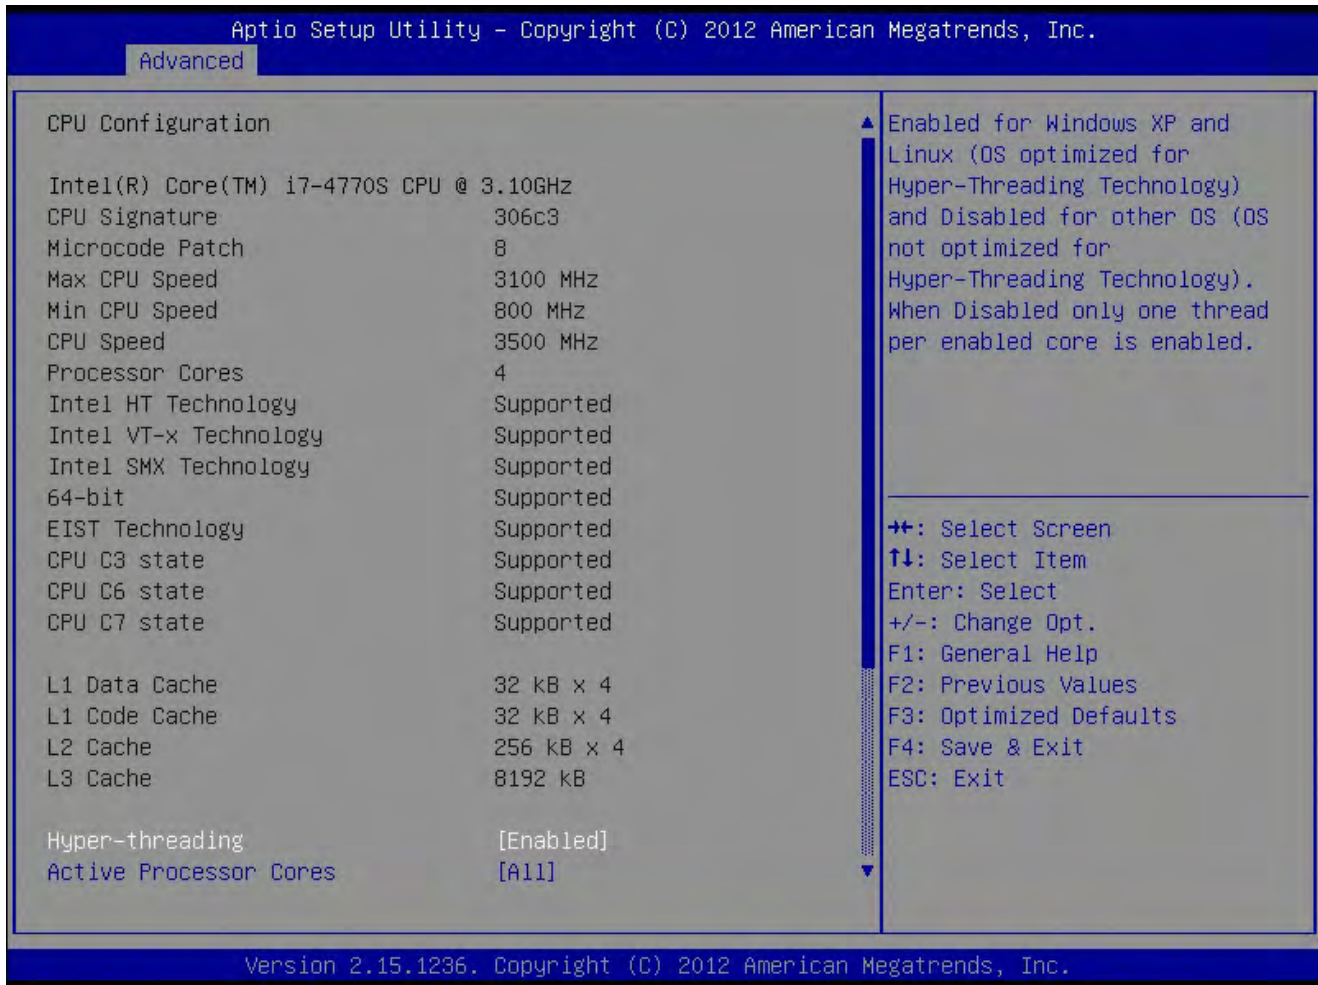 Aptio Setup Utility – Copyright (C) 2012 American Megatrends, Inc.
Advanced
CPU Configuration
Intel(R) Core(TM) i7-4770S CPU @ 3.10GHz
CPU Signature 306c3
Microcode Patch 8
Max CPU Speed 3100 MHz
Min CPU Speed 800 MHz
CPU Speed 3500 MHz
Processor Cores 4
Intel HT Technology Supported
Intel VT-x Technology Supported
Intel SMX Technology Supported
64-bit Supported
EIST Technology Supported
CPU C3 state Supported
CPU C6 state Supported
CPU C7 state Supported
L1 Data Cache 32 kB x 4
L1 Code Cache 32 kB x 4
L2 Cache 256 kB x 4
L3 Cache 8192 kB
Hyper-threading [Enabled]
Active Processor Cores [All]
Enabled for Windows XP and
Linux (OS optimized for
Hyper-Threading Technology)
and Disabled for other OS (OS
not optimized for
Hyper-Threading Technology).
When Disabled only one thread
per enabled core is enabled.
→←: Select Screen
↑↓: Select Item
Enter: Select
+/-: Change Opt.
F1: General Help
F2: Previous Values
F3: Optimized Defaults
F4: Save & Exit
ESC: Exit
Version 2.15.1236. Copyright (C) 2012 American Megatrends, Inc.